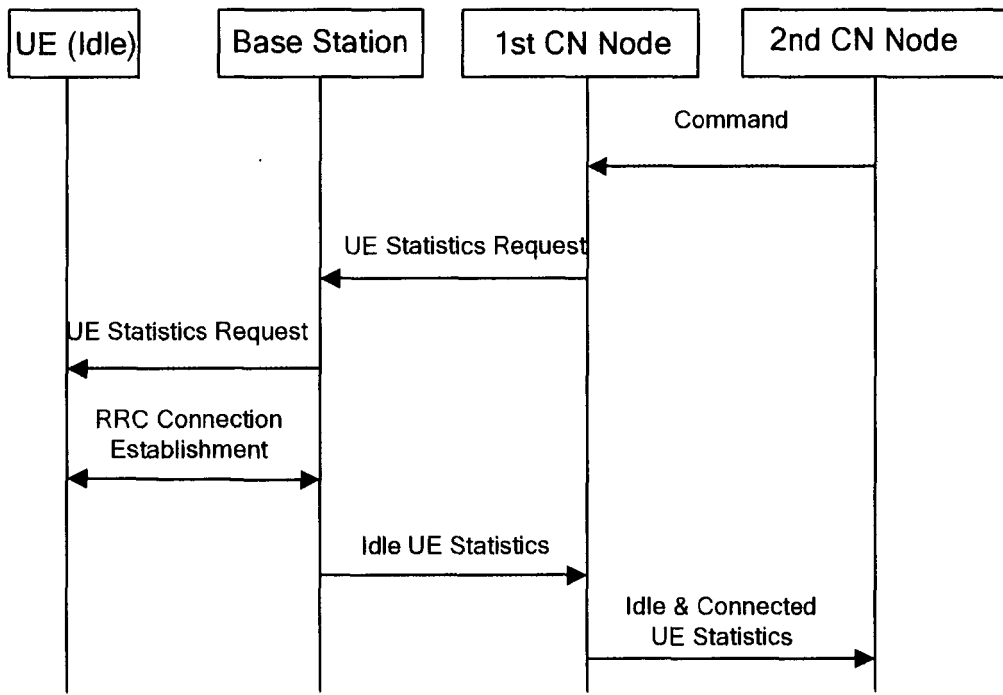 UE (Idle)
Base Station
1st CN Node
2nd CN Node
Command
UE Statistics Request
UE Statistics Request
RRC Connection
Establishment
Idle UE Statistics
Idle & Connected
UE Statistics